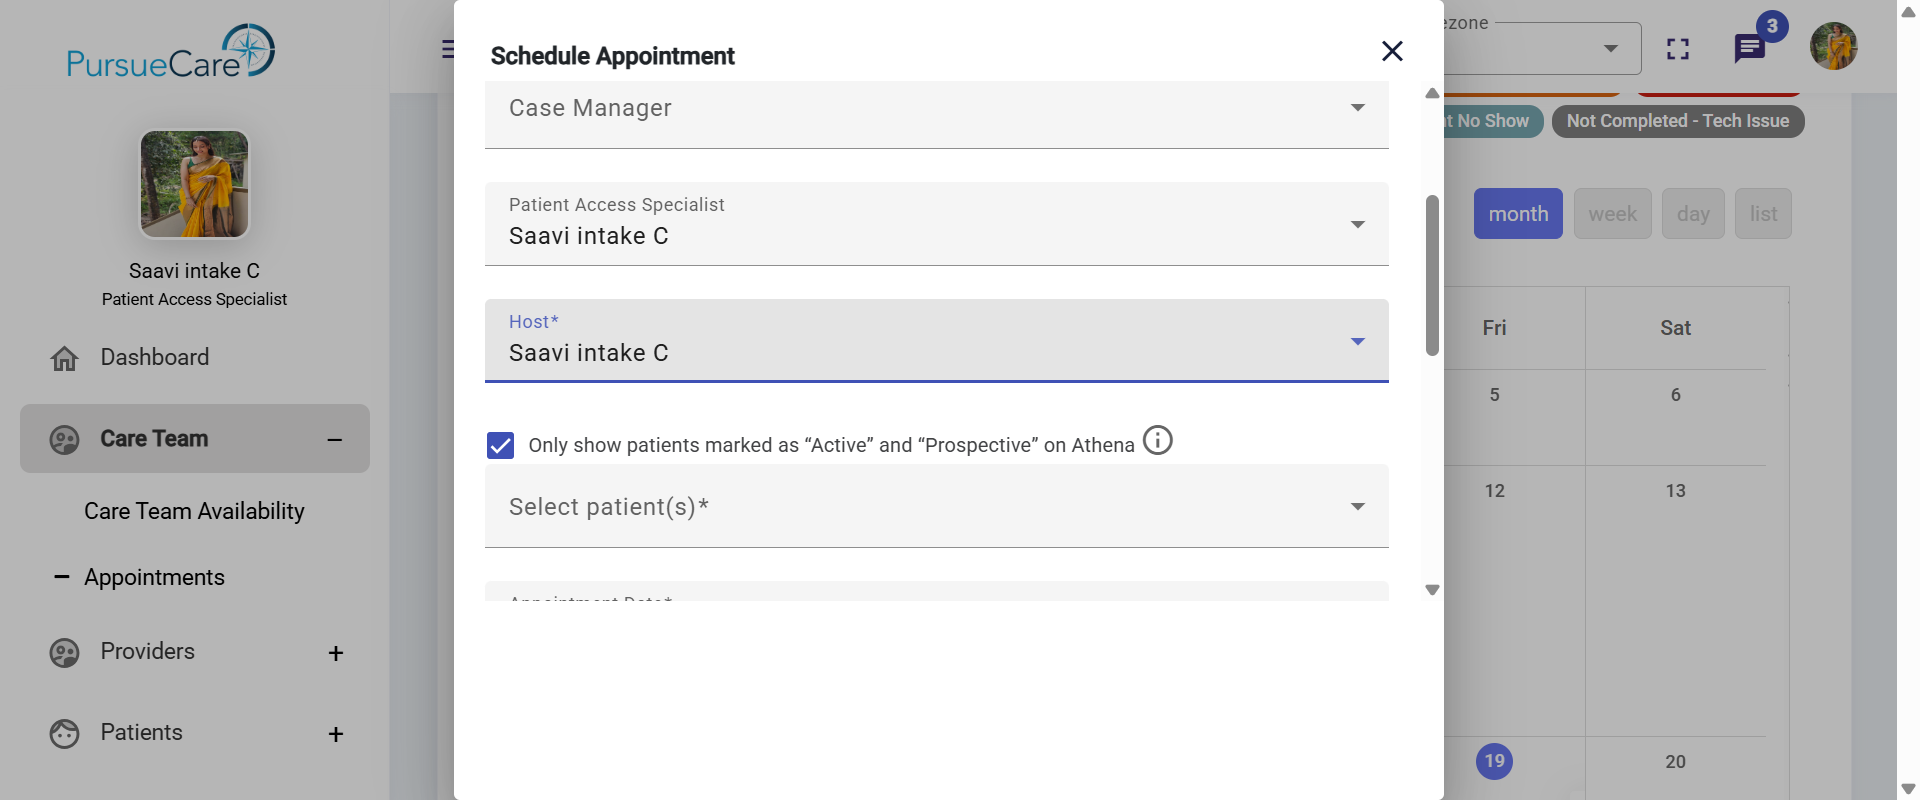 PursueCare
Saavi intake C
Patient Access Specialist
Dashboard
Care Team
Care Team Availability
Appointments
Providers
Patients
Schedule Appointment
Case Manager
Patient Access Specialist
Saavi intake C
Host*
Saavi intake C
Only show patients marked as “Active” and “Prospective” on Athena
Select patient(s)*
Appointment Date*
3
No Show
Not Completed - Tech Issue
month
week
day
list
Fri
Sat
5
6
12
13
19
20